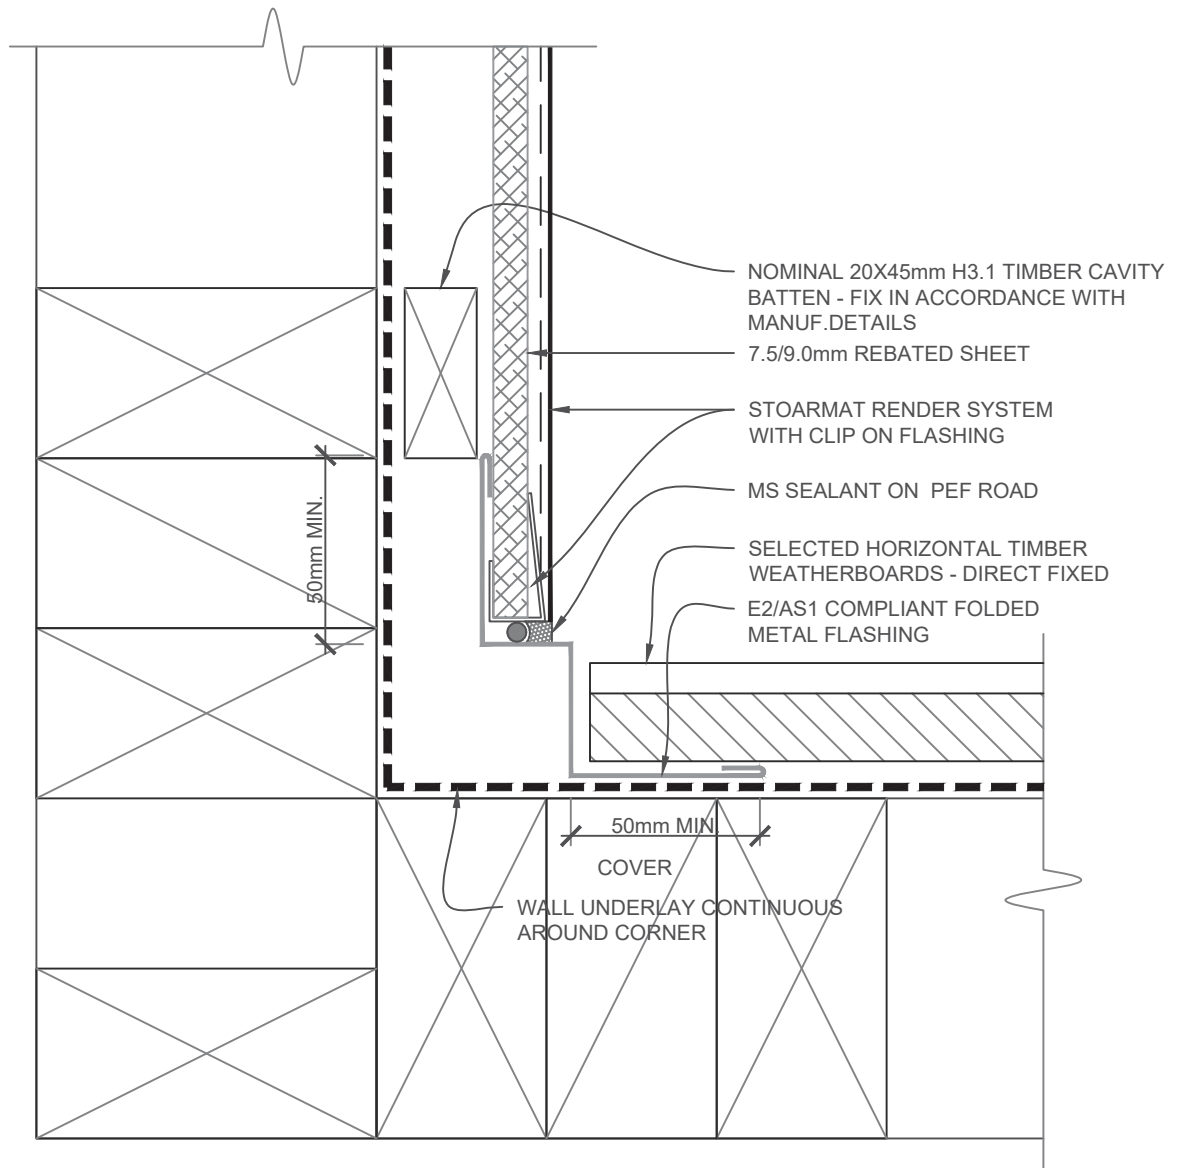 NOMINAL 20X45mm H3.1 TIMBER CAVITY
BATTEN - FIX IN ACCORDANCE WITH
MANUF.DETAILS
7.5/9.0mm REBATED SHEET
STOARMAT RENDER SYSTEM
WITH CLIP ON FLASHING
MS SEALANT ON PEF ROAD
50mm MIN.
SELECTED HORIZONTAL TIMBER
WEATHERBOARDS - DIRECT FIXED
E2/AS1 COMPLIANT FOLDED
METAL FLASHING
50mm MIN.
COVER
WALL UNDERLAY CONTINUOUS
AROUND CORNER